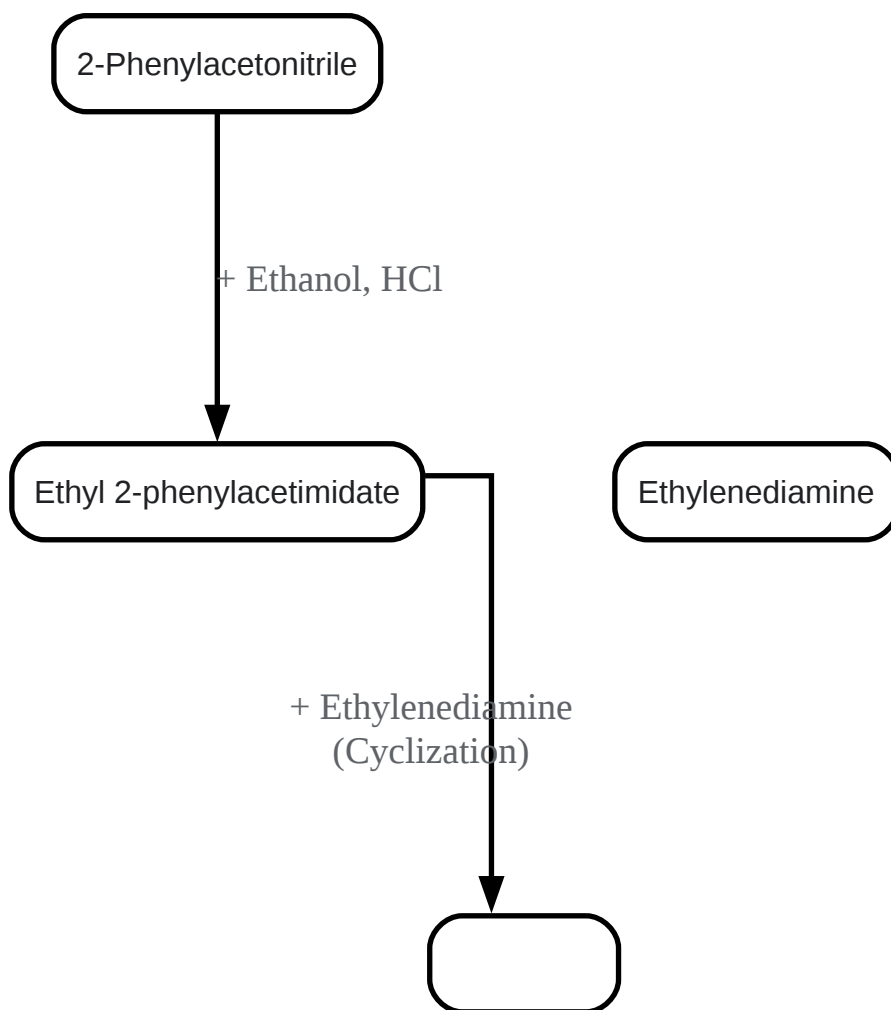 2-Phenylacetonitrile
+ Ethanol, HCl
Ethyl 2-phenylacetimidate
Ethylenediamine
+ Ethylenediamine
(Cyclization)